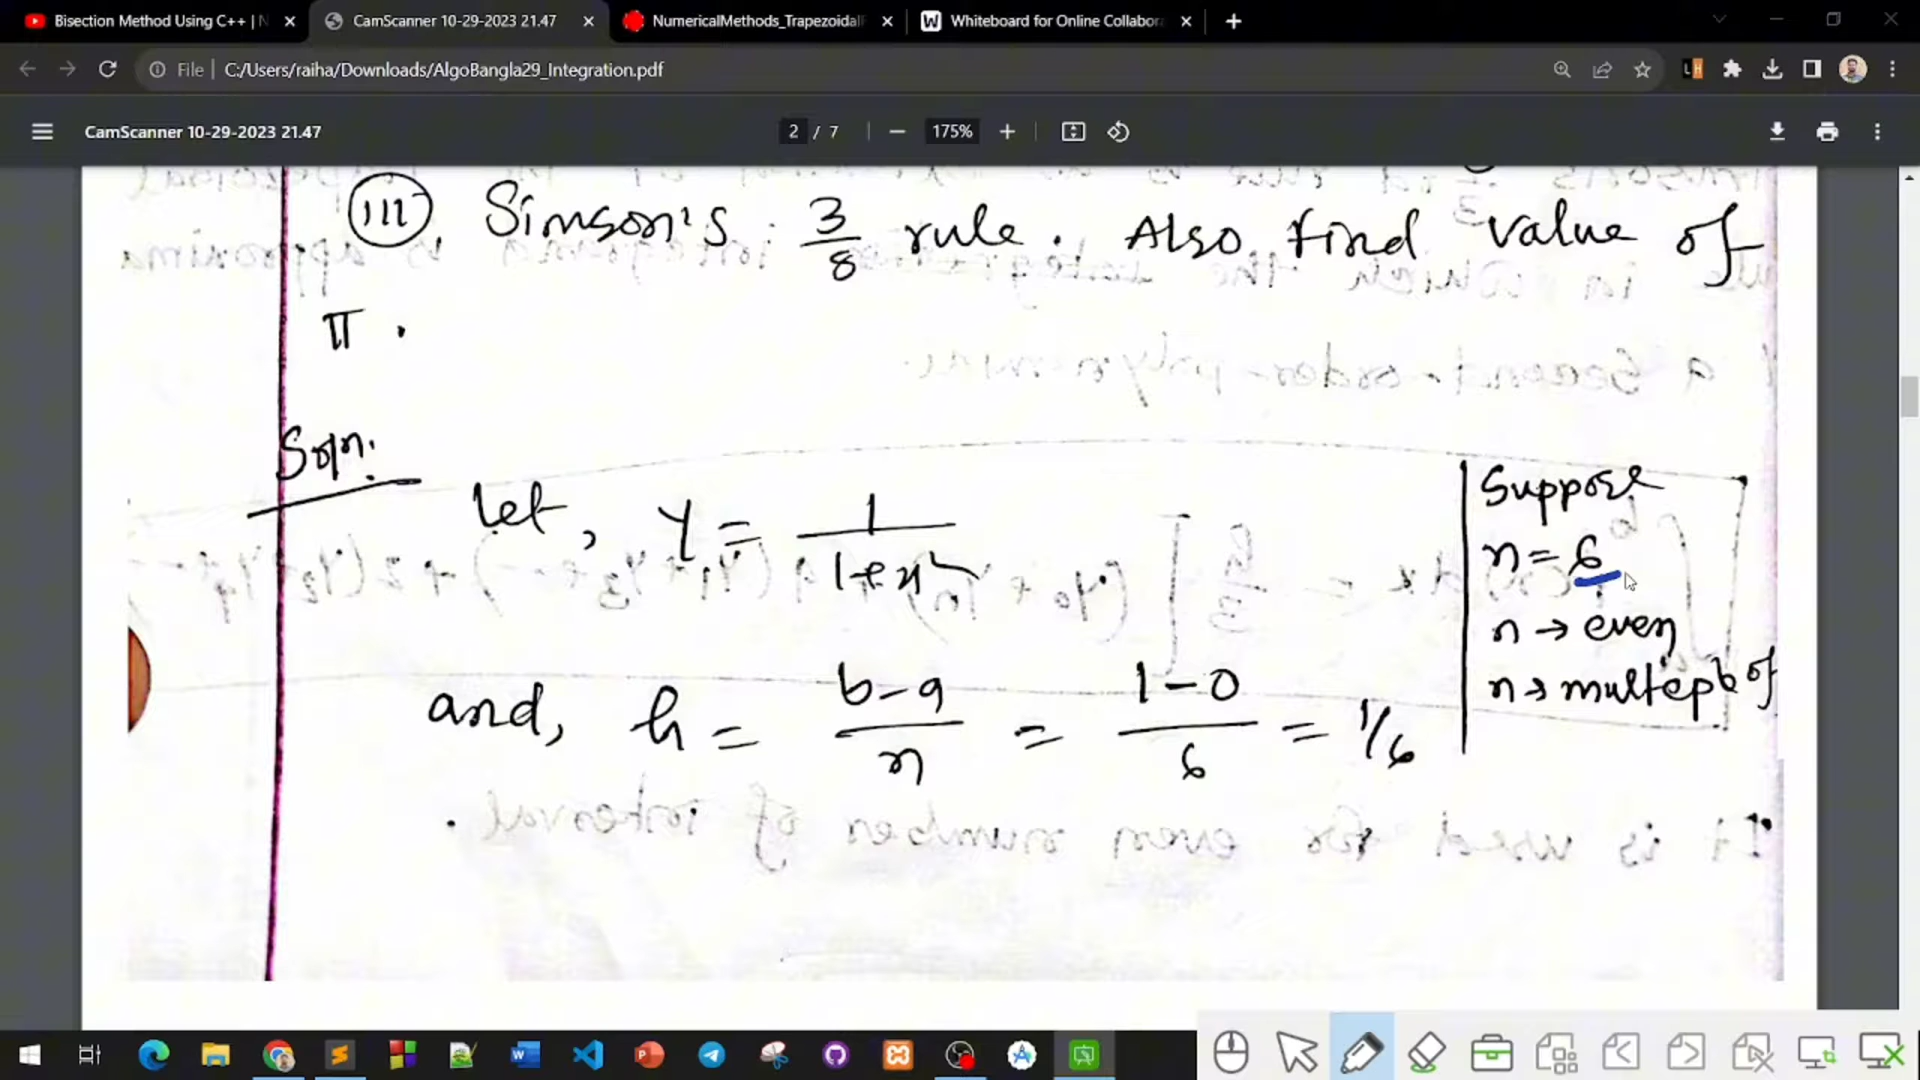 Bisection Method Using C++ | N
CamScanner 10-29-2023 21.47
NumericalMethods_Trapezoidal
Whiteboard for Online Collabor
File
C:/Users/raiha/Downloads/AlgoBangla29_Integration.pdf
CamScanner 10-29-2023 21.47
2 / 7
175%
III Simson's 3/8 rule. Also find value of
π.
Soln.
let, y = 1/(1+x²)
and, h = (b-a)/n = (1-0)/6 = 1/6
Suppose
n = 6
n → even
n → multiple of